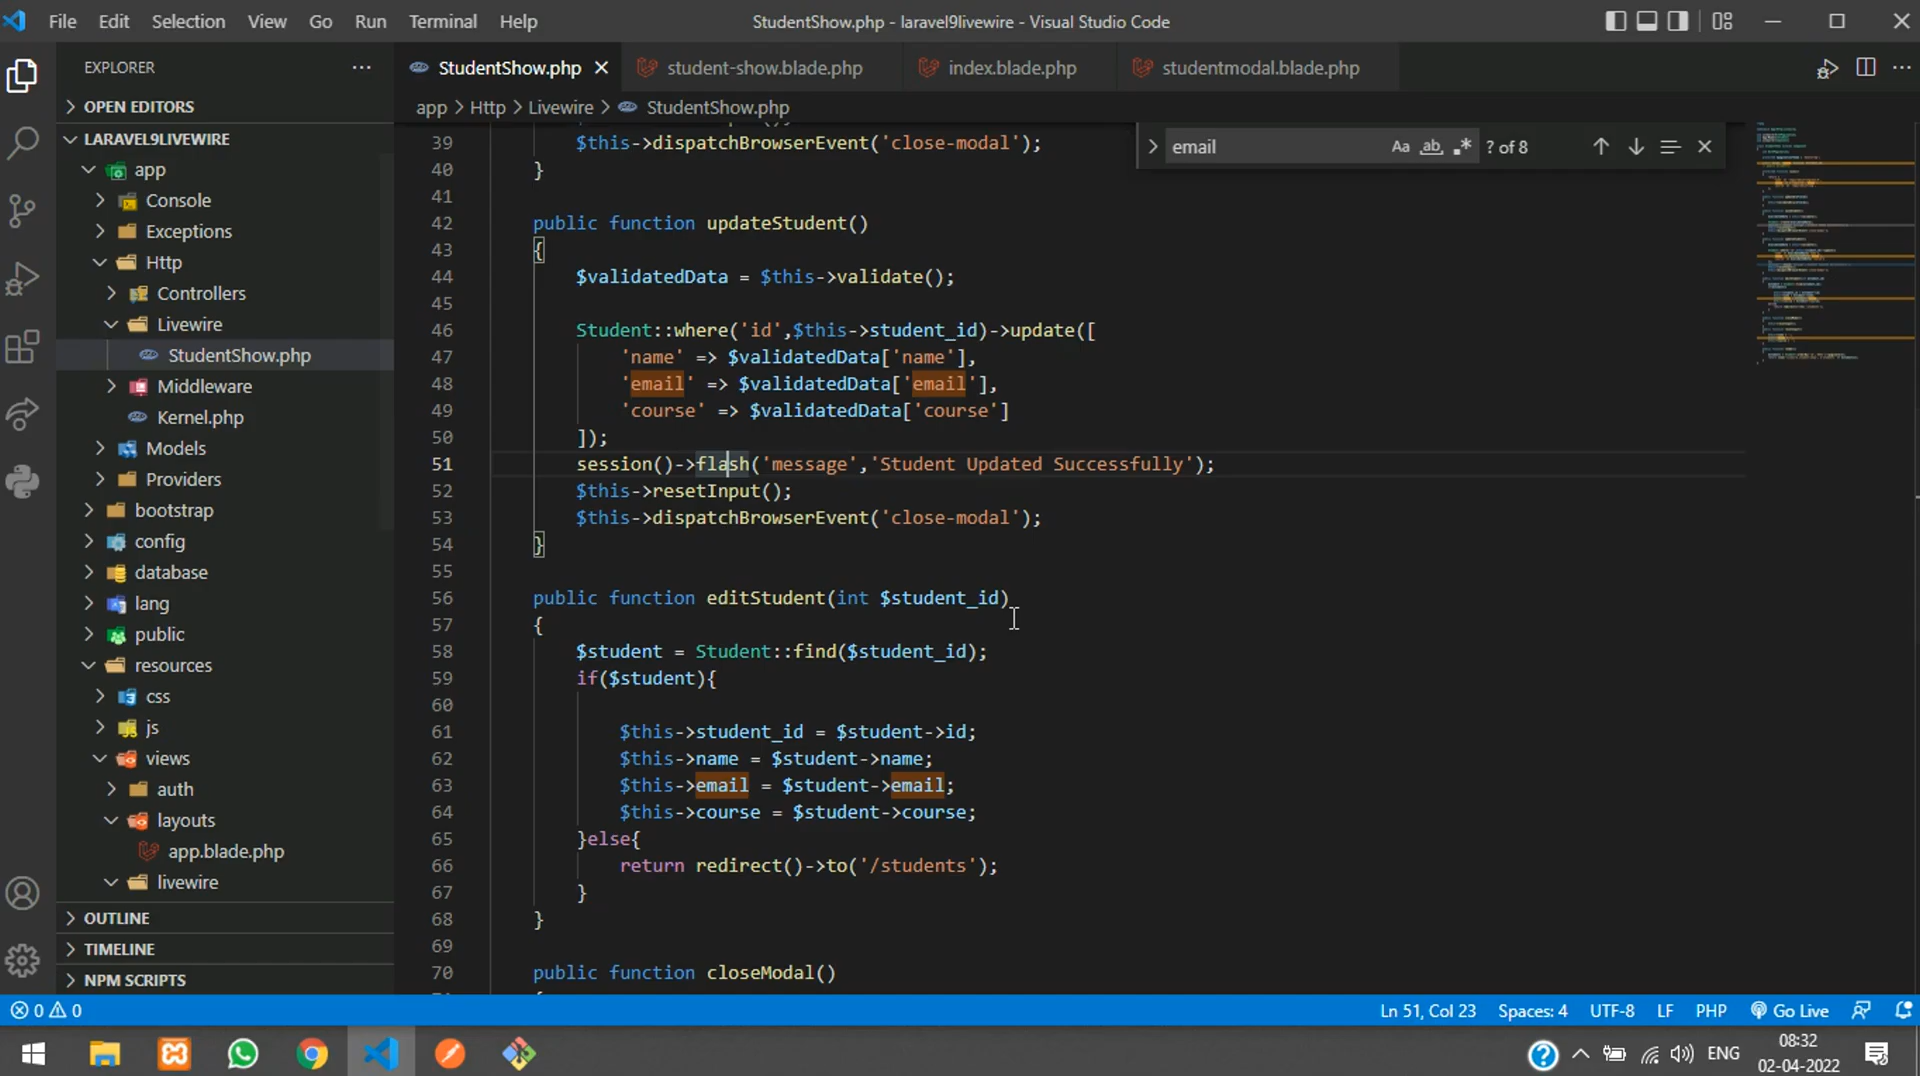 File Edit Selection View Go Run Terminal Help StudentShow.php - laravel9livewire - Visual Studio Code
EXPLORER
OPEN EDITORS
LARAVEL9LIVEWIRE
app
Console
Exceptions
Http
Controllers
Livewire
StudentShow.php
Middleware
Kernel.php
Models
Providers
bootstrap
config
database
lang
public
resources
css
js
views
auth
layouts
app.blade.php
livewire
OUTLINE
TIMELINE
NPM SCRIPTS
StudentShow.php student-show.blade.php index.blade.php studentmodal.blade.php
app > Http > Livewire > StudentShow.php
email Aa ab ? of 8
39 $this->dispatchBrowserEvent('close-modal');
40 }
41
42 public function updateStudent()
43 {
44 $validatedData = $this->validate();
45
46 Student::where('id',$this->student_id)->update([
47 'name' => $validatedData['name'],
48 'email' => $validatedData['email'],
49 'course' => $validatedData['course']
50 ]);
51 session()->flash('message','Student Updated Successfully');
52 $this->resetInput();
53 $this->dispatchBrowserEvent('close-modal');
54 }
55
56 public function editStudent(int $student_id)
57 {
58 $student = Student::find($student_id);
59 if($student){
60
61 $this->student_id = $student->id;
62 $this->name = $student->name;
63 $this->email = $student->email;
64 $this->course = $student->course;
65 }else{
66 return redirect()->to('/students');
67 }
68 }
69
70 public function closeModal()
0 0 Ln 51, Col 23 Spaces: 4 UTF-8 LF PHP Go Live
ENG 08:32
02-04-2022